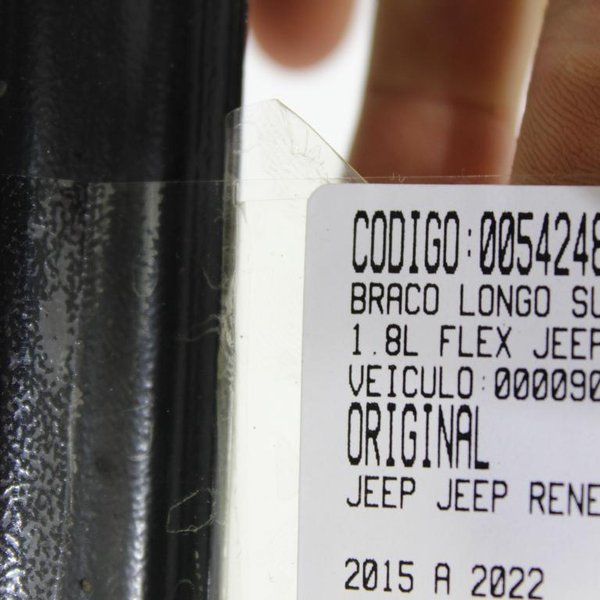 CODIGO:0054248
BRACO LONGO SU
1.8L FLEX JEEP
VEICULO:000090
ORIGINAL
JEEP JEEP RENE
2015 A 2022